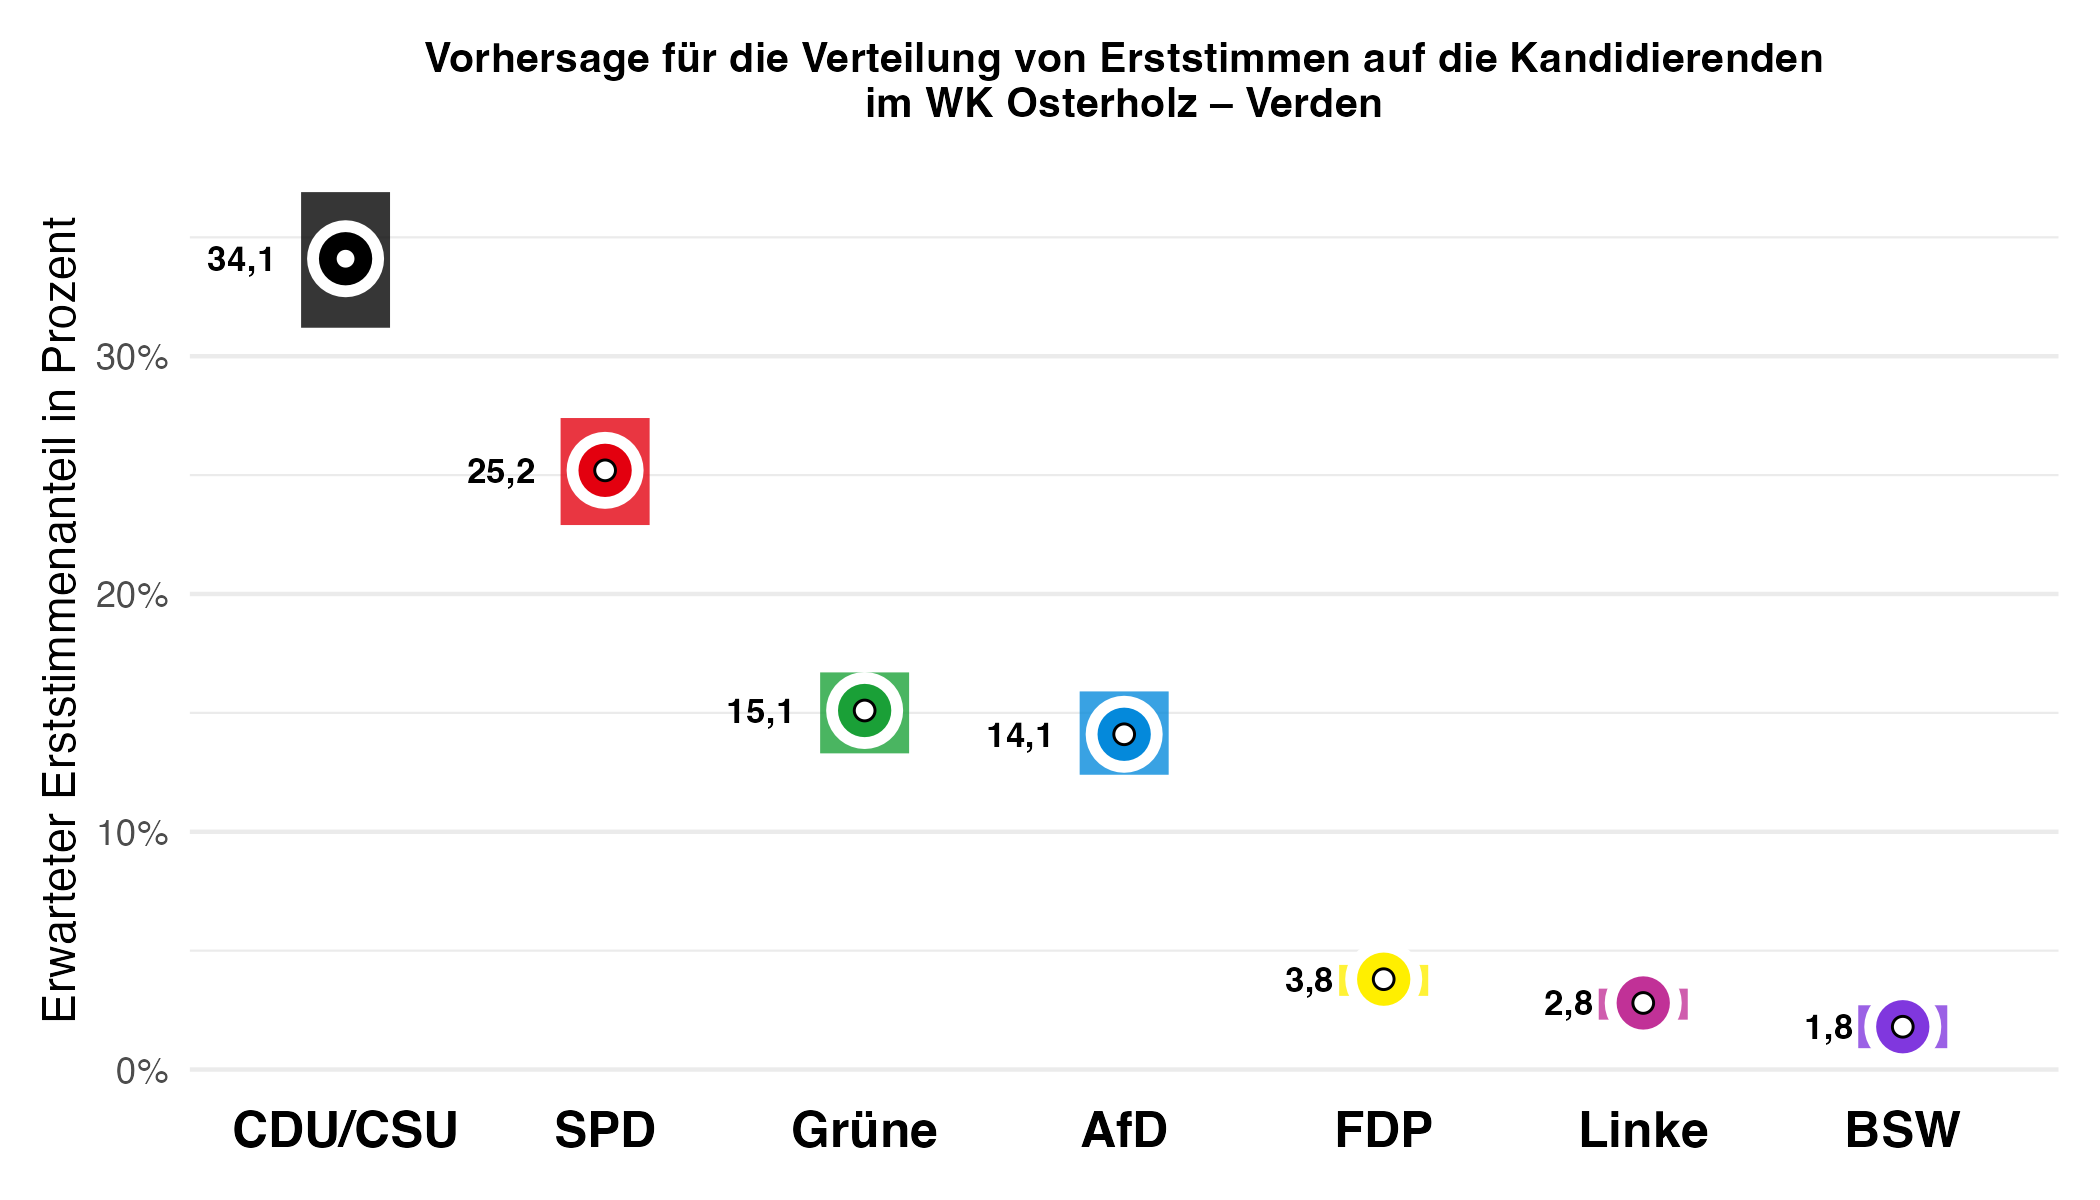 Vorhersage für die Verteilung von Erststimmen auf die Kandidierenden
im WK Osterholz – Verden
Erwarteter Erststimmenanteil in Prozent
34,1
30%
25,2
20%
15,1
14,1
10%
3,8
2,8
1,8
0%
CDU/CSU SPD Grüne AfD FDP Linke BSW